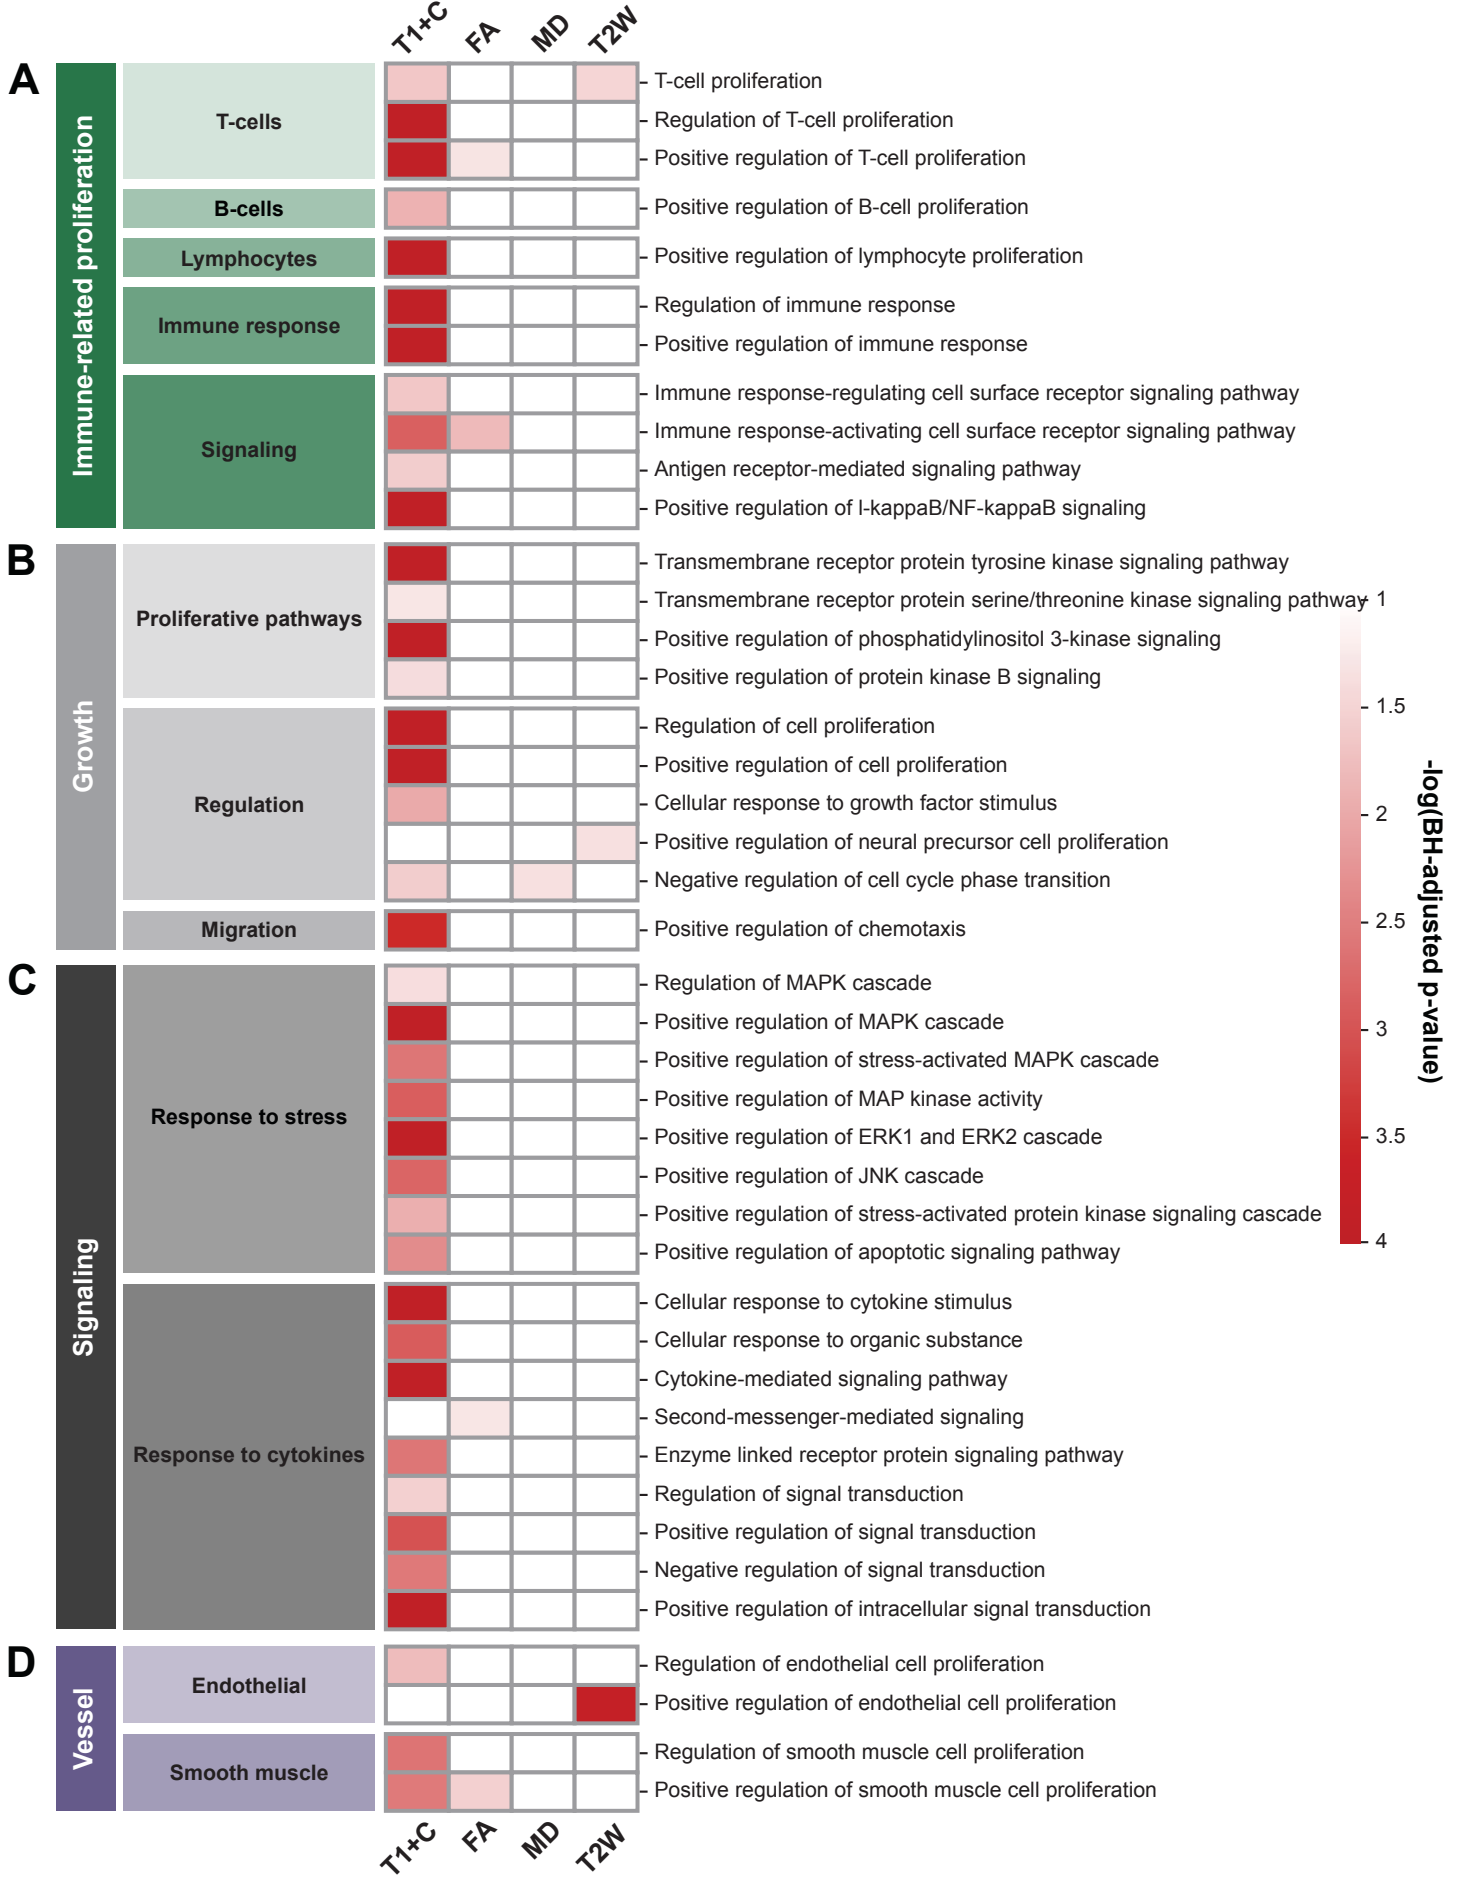 T1+C FA MD T2W
A
Immune-related proliferation
T-cells
T-cell proliferation
Regulation of T-cell proliferation
Positive regulation of T-cell proliferation
B-cells
Positive regulation of B-cell proliferation
Lymphocytes
Positive regulation of lymphocyte proliferation
Immune response
Regulation of immune response
Positive regulation of immune response
Signaling
Immune response-regulating cell surface receptor signaling pathway
Immune response-activating cell surface receptor signaling pathway
Antigen receptor-mediated signaling pathway
Positive regulation of I-kappaB/NF-kappaB signaling
B
Growth
Proliferative pathways
Transmembrane receptor protein tyrosine kinase signaling pathway
Transmembrane receptor protein serine/threonine kinase signaling pathway
Positive regulation of phosphatidylinositol 3-kinase signaling
Positive regulation of protein kinase B signaling
Regulation
Regulation of cell proliferation
Positive regulation of cell proliferation
Cellular response to growth factor stimulus
Positive regulation of neural precursor cell proliferation
Negative regulation of cell cycle phase transition
Migration
Positive regulation of chemotaxis
C
Signaling
Response to stress
Regulation of MAPK cascade
Positive regulation of MAPK cascade
Positive regulation of stress-activated MAPK cascade
Positive regulation of MAP kinase activity
Positive regulation of ERK1 and ERK2 cascade
Positive regulation of JNK cascade
Positive regulation of stress-activated protein kinase signaling cascade
Positive regulation of apoptotic signaling pathway
Response to cytokines
Cellular response to cytokine stimulus
Cellular response to organic substance
Cytokine-mediated signaling pathway
Second-messenger-mediated signaling
Enzyme linked receptor protein signaling pathway
Regulation of signal transduction
Positive regulation of signal transduction
Negative regulation of signal transduction
Positive regulation of intracellular signal transduction
D
Vessel
Endothelial
Regulation of endothelial cell proliferation
Positive regulation of endothelial cell proliferation
Smooth muscle
Regulation of smooth muscle cell proliferation
Positive regulation of smooth muscle cell proliferation
T1+C FA MD T2W
1
1.5
2
2.5
3
3.5
4
-log(BH-adjusted p-value)